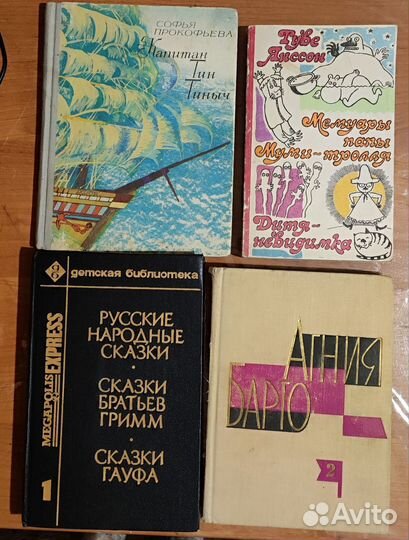 СОФЬЯ
ПРОКОФЬЕВА
Капитан
Тин
Тиныч
Туве
Янссон
Мемуары
папы
Муми-тролля
Дитя-
невидимка
детская библиотека
MEGAPOLIS EXPRESS
1
РУССКИЕ
НАРОДНЫЕ
СКАЗКИ
•
СКАЗКИ
БРАТЬЕВ
ГРИММ
•
СКАЗКИ
ГАУФА
АГНИЯ
БАРТО
2
Avito